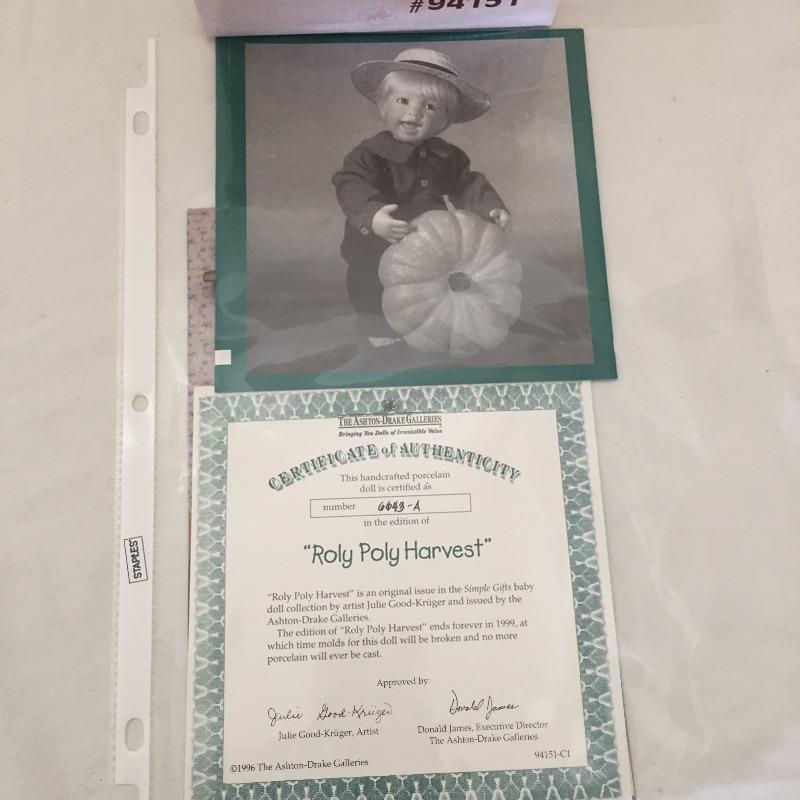 #94151
THE ASHTON-DRAKE GALLERIES
Bringing You Dolls of Irresistible Value
CERTIFICATE of AUTHENTICITY
This handcrafted porcelain
doll is certified as
number 6643-A
in the edition of
"Roly Poly Harvest"
"Roly Poly Harvest" is an original issue in the Simple Gifts baby
doll collection by artist Julie Good-Krüger and issued by the
Ashton-Drake Galleries.
The edition of "Roly Poly Harvest" ends forever in 1999, at
which time molds for this doll will be broken and no more
porcelain will ever be cast.
Approved by:
Julie Good-Krüger
Donald James
Julie Good-Krüger, Artist
Donald James, Executive Director
The Ashton-Drake Galleries
©1996 The Ashton-Drake Galleries
94151-C1
STAPLES